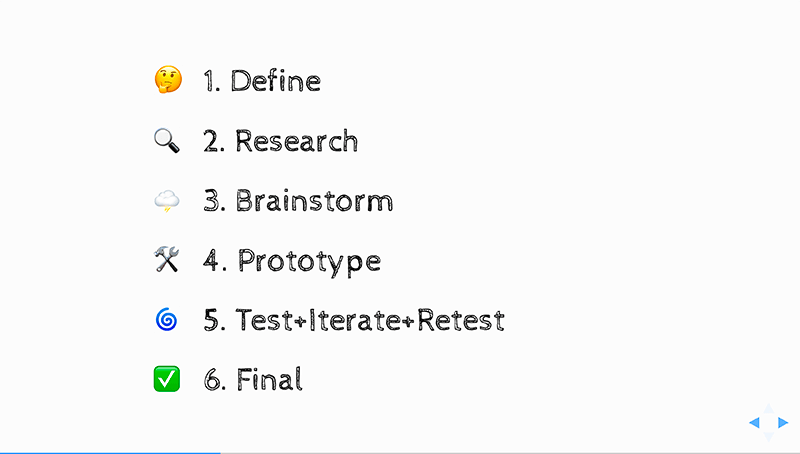 1. Define
2. Research
3. Brainstorm
4. Prototype
5. Test+Iterate+Retest
6. Final